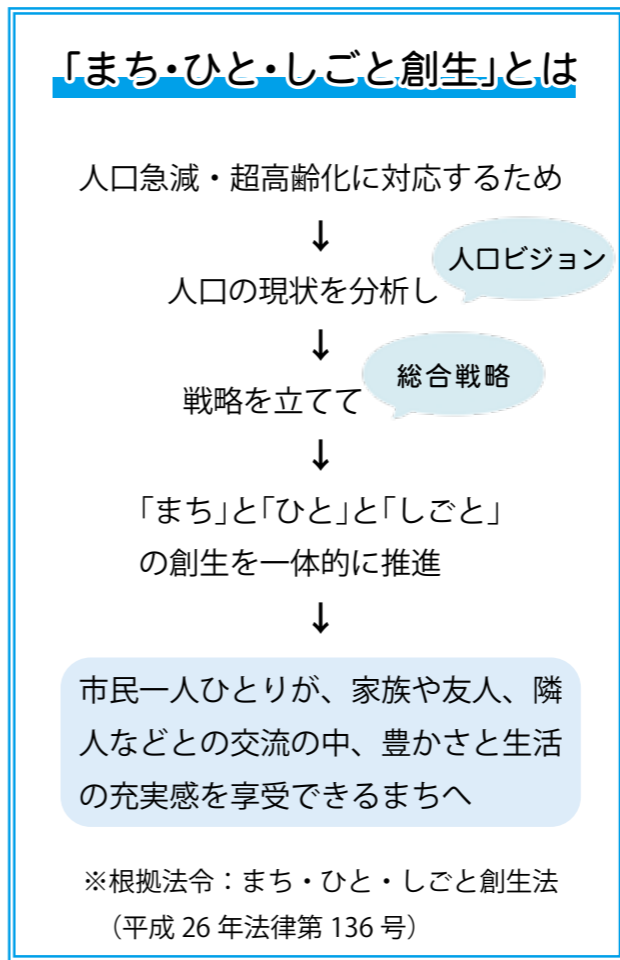 「まち・ひと・しごと創生」とは
人口急減・超高齢化に対応するため
↓
人口ビジョン
人口の現状を分析し
↓
総合戦略
戦略を立てて
↓
「まち」と「ひと」と「しごと」
の創生を一体的に推進
↓
市民一人ひとりが、家族や友人、隣
人などとの交流の中、豊かさと生活
の充実感を享受できるまちへ
※根拠法令：まち・ひと・しごと創生法
（平成 26 年法律第 136 号）